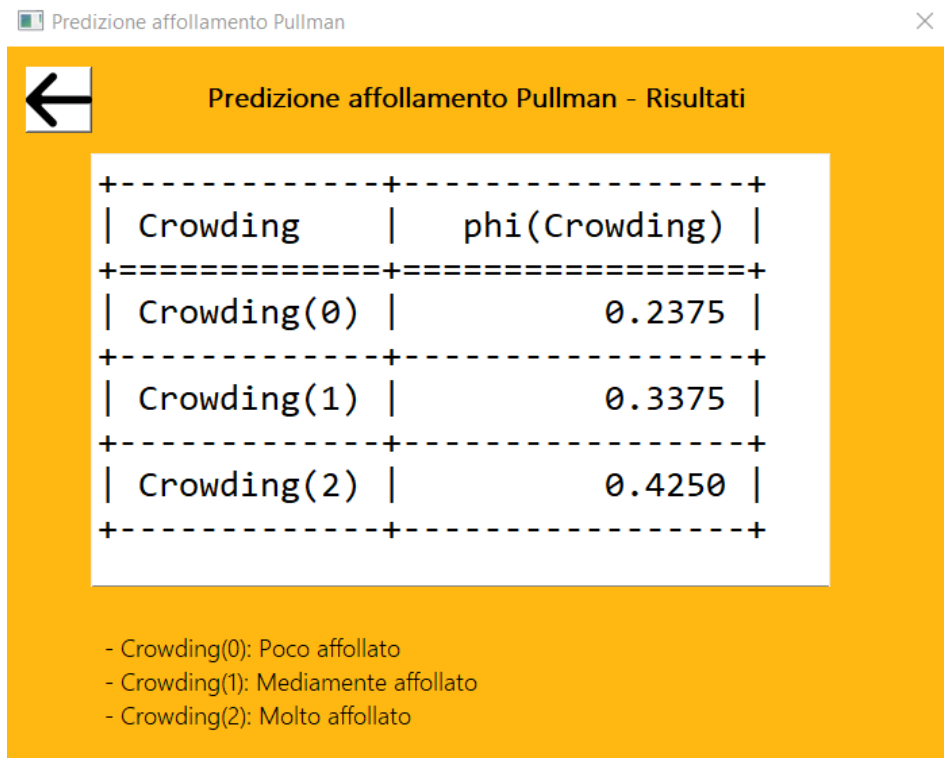 Predizione affollamento Pullman
Predizione affollamento Pullman - Risultati
+-------------+-----------------+
| Crowding    |   phi(Crowding) |
+=============+=================+
| Crowding(0) |          0.2375 |
+-------------+-----------------+
| Crowding(1) |          0.3375 |
+-------------+-----------------+
| Crowding(2) |          0.4250 |
+-------------+-----------------+
- Crowding(0): Poco affollato
- Crowding(1): Mediamente affollato
- Crowding(2): Molto affollato